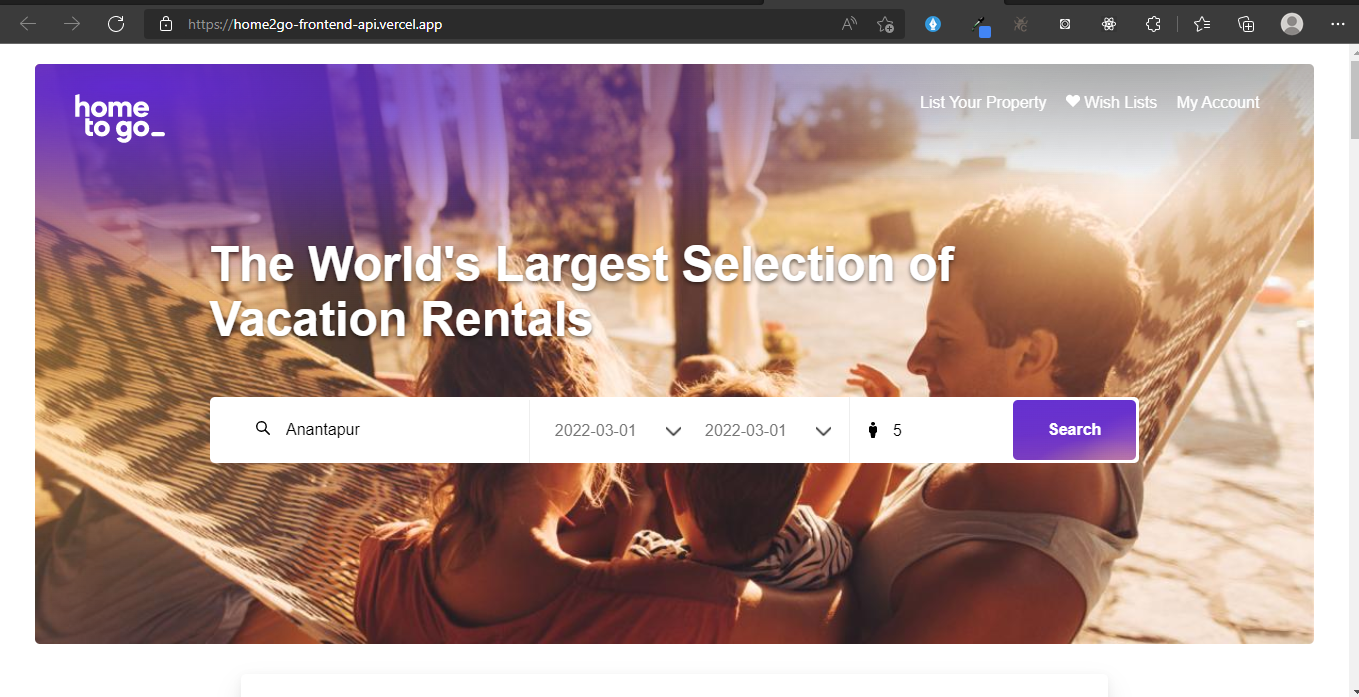 https://home2go-frontend-api.vercel.app
home
to go_
List Your Property Wish Lists My Account
The World's Largest Selection of
Vacation Rentals
Anantapur 2022-03-01 2022-03-01 5 Search